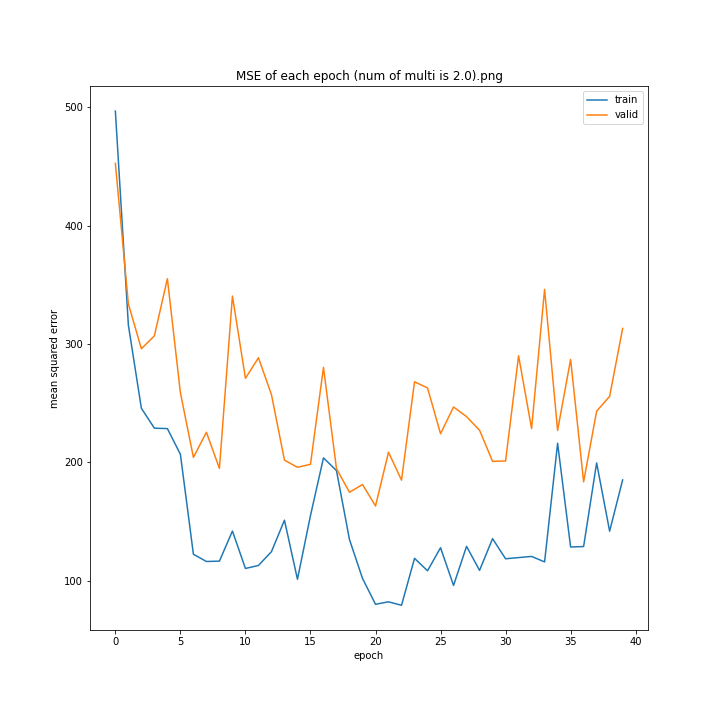 MSE of each epoch (num of multi is 2.0).png
train
valid
500
400
300
200
100
mean squared error
0 5 10 15 20 25 30 35 40
epoch